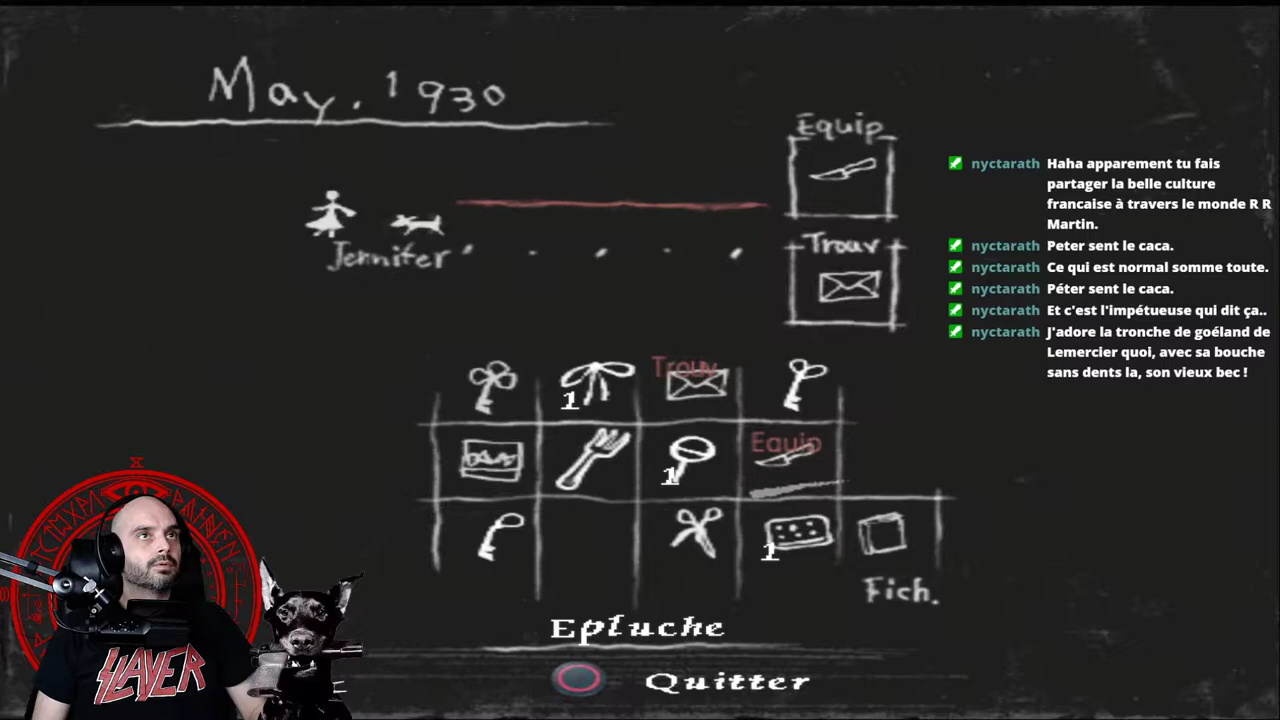 May. 1930
Equip
Jennifer
Trouv
Trouv
1
Equip
1
1
Fich.
Epluche
Quitter
nyctarath Haha apparement tu fais
partager la belle culture
francaise à travers le monde R R
Martin.
nyctarath Peter sent le caca.
nyctarath Ce qui est normal somme toute.
nyctarath Péter sent le caca.
nyctarath Et c'est l'impétueuse qui dit ça..
nyctarath J'adore la tronche de goéland de
Lemercier quoi, avec sa bouche
sans dents la, son vieux bec !
SLAYER